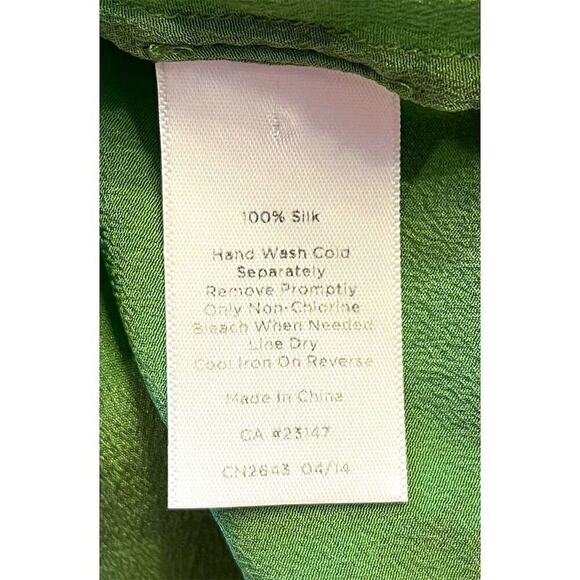 100% Silk
Hand Wash Cold
Separately
Remove Promptly
Only Non-Chlorine
Bleach When Needed
Line Dry
Cool Iron On Reverse
Made In China
CA #23147
CN2643 04/14